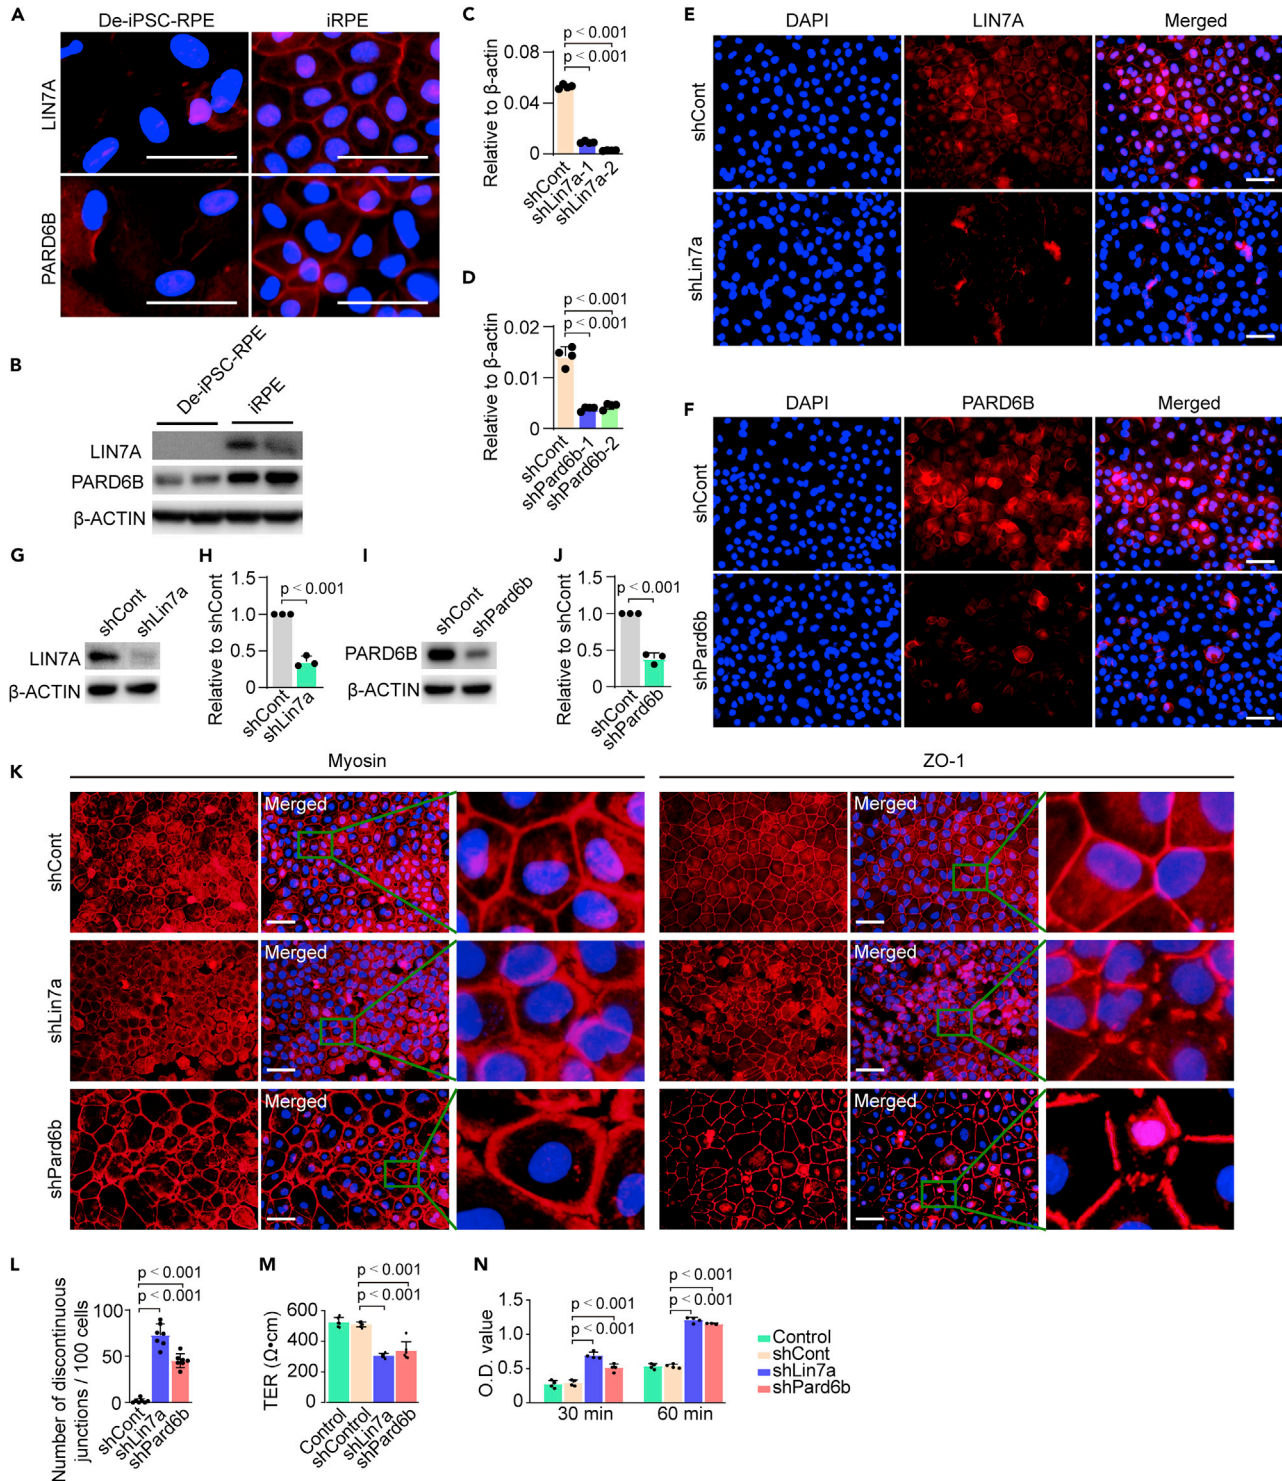 A
De-iPSC-RPE
iRPE
LIN7A
PARD6B
B
De-iPSC-RPE
iRPE
LIN7A
PARD6B
β-ACTIN
C
p < 0.001
p < 0.001
Relative to β-actin
0.08
0.04
0
shCont
shLin7a-1
shLin7a-2
D
p < 0.001
p < 0.001
Relative to β-actin
0.02
0.01
0
shCont
shPard6b-1
shPard6b-2
E
DAPI
LIN7A
Merged
shCont
shLin7a
F
DAPI
PARD6B
Merged
shCont
shPard6b
G
shCont
shLin7a
LIN7A
β-ACTIN
H
Relative to shCont
1.5
1.0
0.5
0
p < 0.001
shCont
shLin7a
I
shCont
shPard6b
PARD6B
β-ACTIN
J
Relative to shCont
1.5
1.0
0.5
0
p < 0.001
shCont
shPard6b
K
Myosin
ZO-1
shCont
Merged
Merged
shLin7a
Merged
Merged
shPard6b
Merged
Merged
L
p < 0.001
p < 0.001
Number of discontinuous
junctions / 100 cells
100
50
0
shCont
shLin7a
shPard6b
M
p < 0.001
p < 0.001
TER (Ω•cm)
600
400
200
0
Control
shControl
shLin7a
shPard6b
N
p < 0.001
p < 0.001
p < 0.001
p < 0.001
O.D. value
1.5
1.0
0.5
0
30 min
60 min
Control
shCont
shLin7a
shPard6b